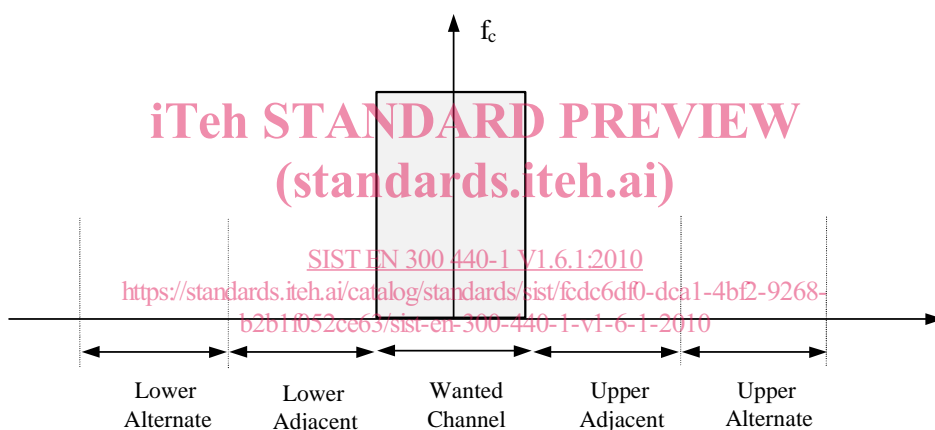 fc
iTeh STANDARD PREVIEW
(standards.iteh.ai)
SIST EN 300 440-1 V1.6.1:2010
https://standards.iteh.ai/catalog/standards/sist/fcdc6df0-dca1-4bf2-9268-
b2b1f052ce63/sist-en-300-440-1-v1-6-1-2010
Lower
Alternate
Lower
Adjacent
Wanted
Channel
Upper
Adjacent
Upper
Alternate